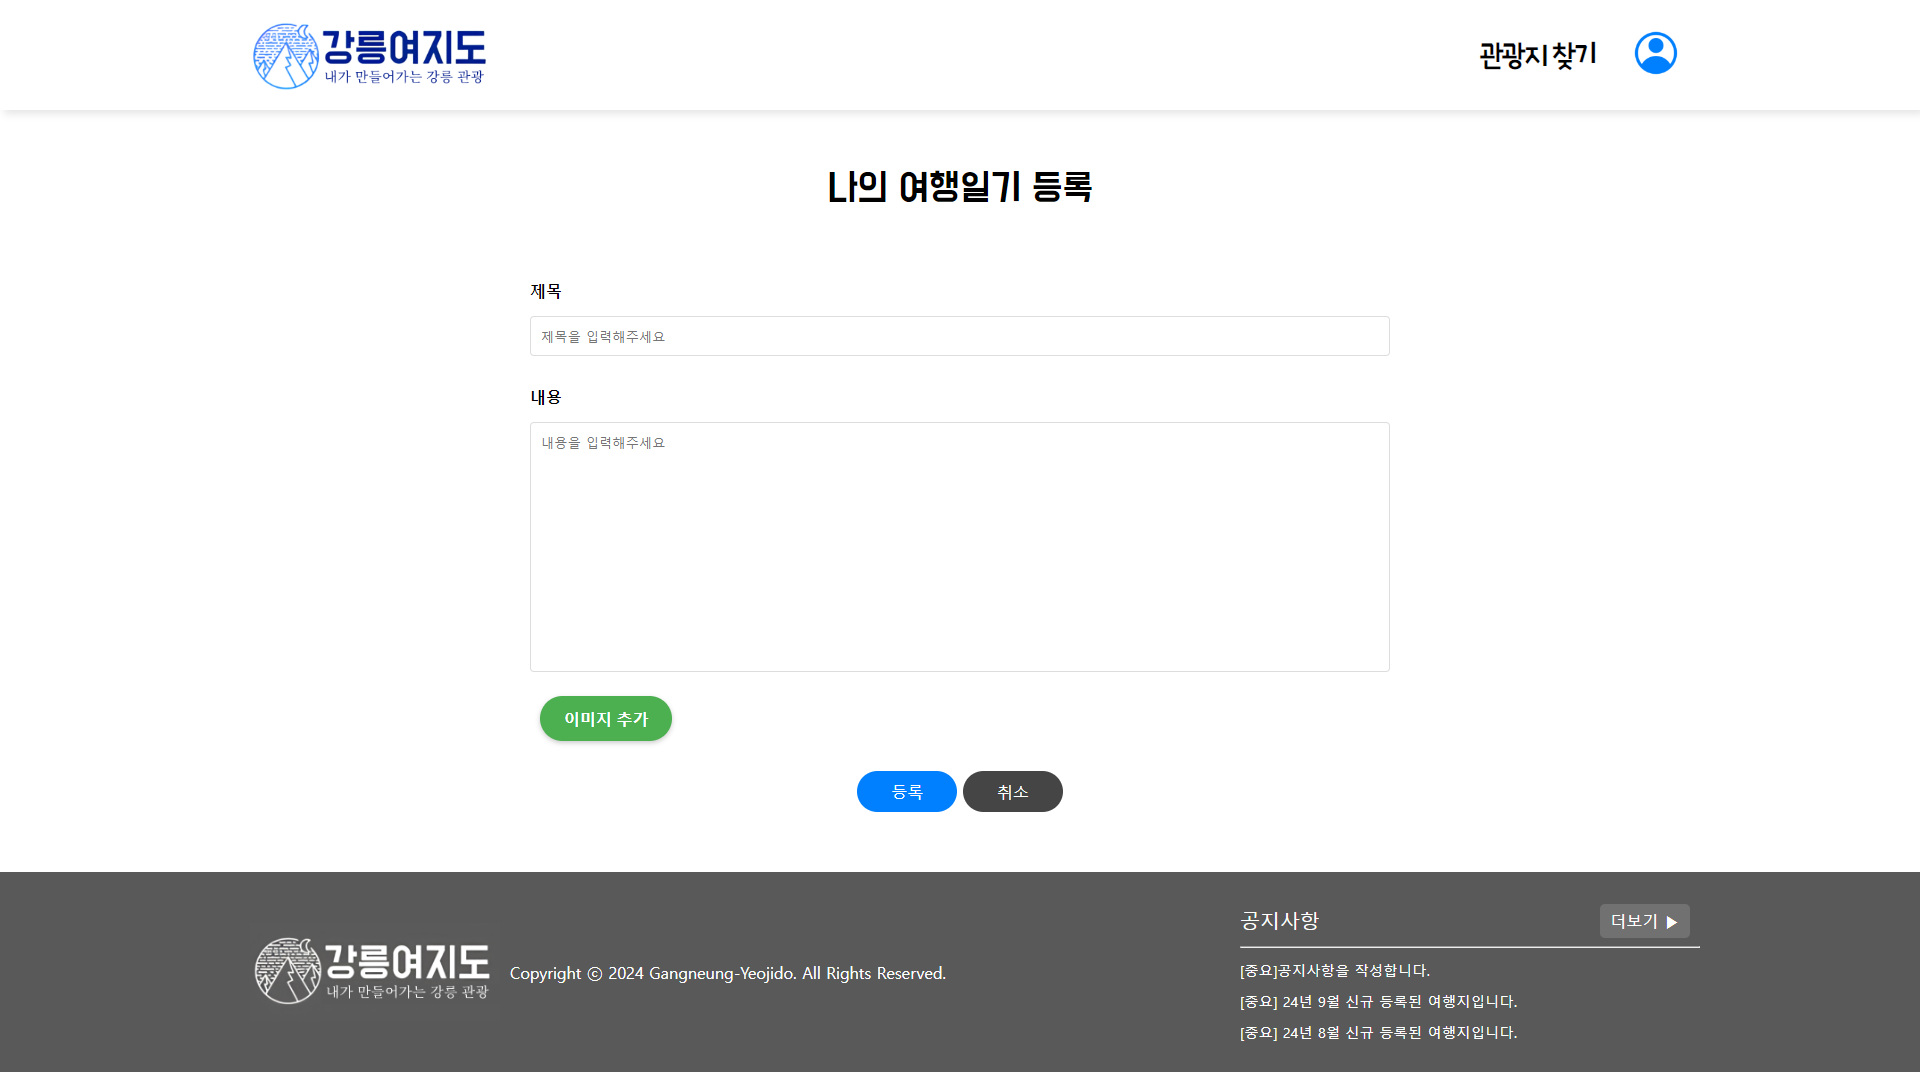 강릉여지도
내가 만들어가는 강릉 관광
관광지 찾기
나의 여행일기 등록
제목
제목을 입력해주세요
내용
내용을 입력해주세요
이미지 추가
등록 취소
강릉여지도
내가 만들어가는 강릉 관광
Copyright ⓒ 2024 Gangneung-Yeojido. All Rights Reserved.
공지사항 더보기 ▶
[중요]공지사항을 작성합니다.
[중요] 24년 9월 신규 등록된 여행지입니다.
[중요] 24년 8월 신규 등록된 여행지입니다.